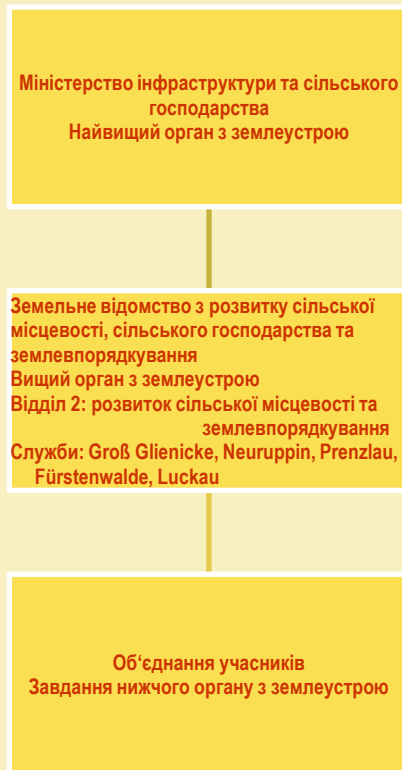 Міністерство інфраструктури та сільського
господарства
Найвищий орган з землеустрою
Земельне відомство з розвитку сільської
місцевості, сільського господарства та
землевпорядкування
Вищий орган з землеустрою
Відділ 2: розвиток сільської місцевості та
землевпорядкування
Служби: Groß Glienicke, Neuruppin, Prenzlau,
Fürstenwalde, Luckau
Об‘єднання учасників
Завдання нижчого органу з землеустрою